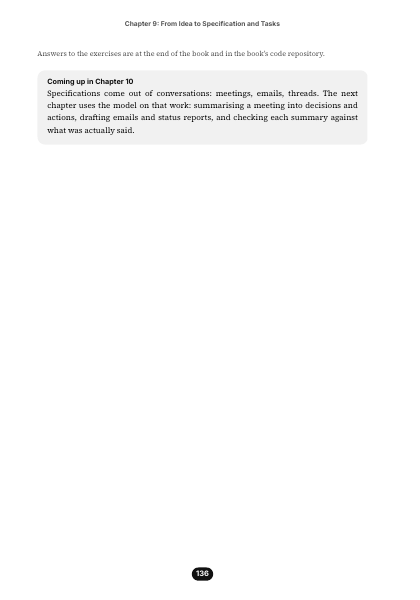 Chapter 9: From Idea to Specification and Tasks
Answers to the exercises are at the end of the book and in the book's code repository.
Coming up in Chapter 10
Specifications come out of conversations: meetings, emails, threads. The next
chapter uses the model on that work: summarising a meeting into decisions and
actions, drafting emails and status reports, and checking each summary against
what was actually said.
136